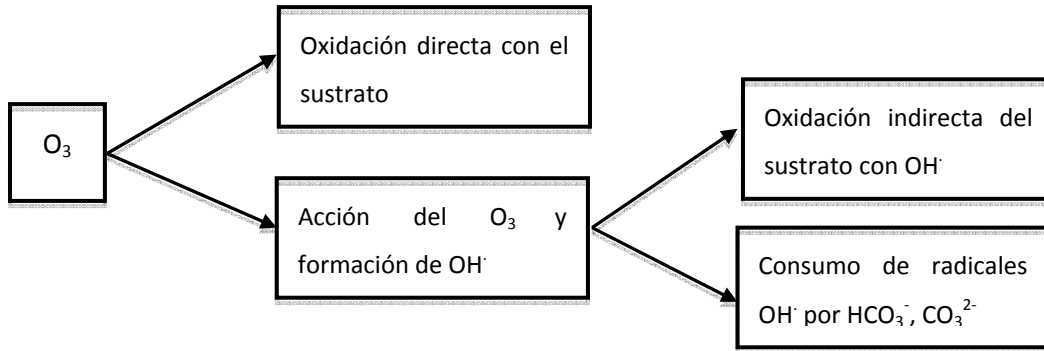 O₃
Oxidación directa con el
sustrato
Acción del O₃ y
formación de OH·
Oxidación indirecta del
sustrato con OH·
Consumo de radicales
OH· por HCO₃⁻, CO₃²⁻